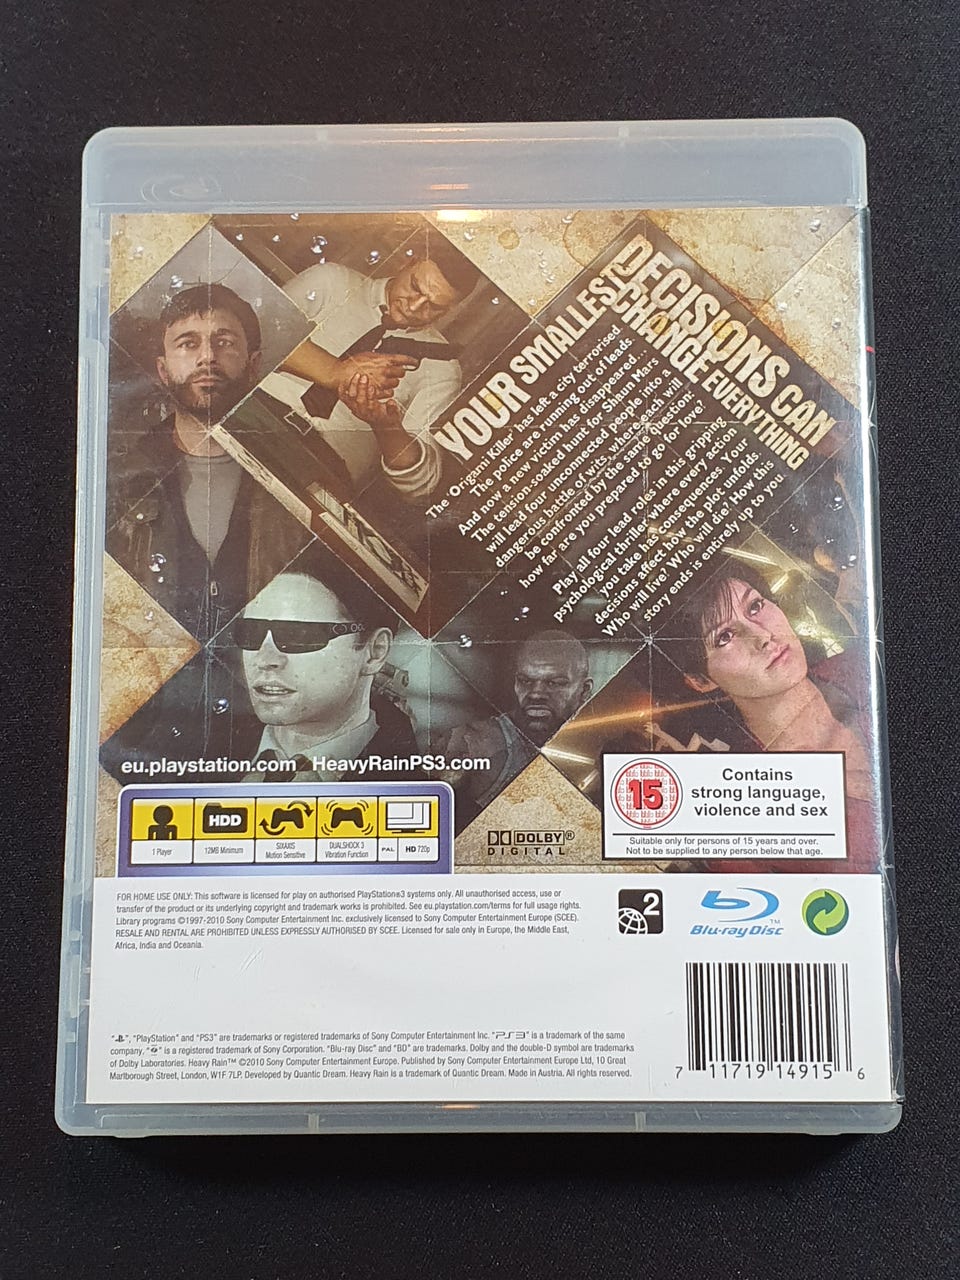 YOUR SMALLEST
DECISIONS CAN
CHANGE EVERYTHING
The 'Origami Killer' has left a city terrorised.
The police are running out of leads.
And now a new victim has disappeared...
The tension-soaked hunt for Shaun Mars
will lead four unconnected people into a
dangerous battle of wits, where each will
be confronted by the same question:
how far are you prepared to go for love?
Play all four lead roles in this gripping
psychological thriller where every action
you take has consequences. Your
decisions affect how the plot unfolds.
Who will live? Who will die? How this
story ends is entirely up to you.
eu.playstation.com HeavyRainPS3.com
HDD
1 Player
12MB Minimum
SIXAXIS
Motion Sensitive
DUALSHOCK 3
Vibration Function
PAL
HD 720p
DOLBY®
DIGITAL
15
Contains
strong language,
violence and sex
Suitable only for persons of 15 years and over.
Not to be supplied to any person below that age.
FOR HOME USE ONLY: This software is licensed for play on authorised PlayStation®3 systems only. All unauthorised access, use or
transfer of the product or its underlying copyright and trademark works is prohibited. See eu.playstation.com/terms for full usage rights.
Library programs ©1997-2010 Sony Computer Entertainment Inc. exclusively licensed to Sony Computer Entertainment Europe (SCEE).
RESALE AND RENTAL ARE PROHIBITED UNLESS EXPRESSLY AUTHORISED BY SCEE. Licensed for sale only in Europe, the Middle East,
Africa, India and Oceania.
2
Blu-ray Disc™
" ", "PlayStation" and "PS3" are trademarks or registered trademarks of Sony Computer Entertainment Inc. "PS3" is a trademark of the same
company. " " is a registered trademark of Sony Corporation. "Blu-ray Disc" and "BD" are trademarks. Dolby and the double-D symbol are trademarks
of Dolby Laboratories. Heavy Rain™ ©2010 Sony Computer Entertainment Europe. Published by Sony Computer Entertainment Europe Ltd, 10 Great
Marlborough Street, London, W1F 7LP. Developed by Quantic Dream. Heavy Rain is a trademark of Quantic Dream. Made in Austria. All rights reserved.
7 11719 14915 6